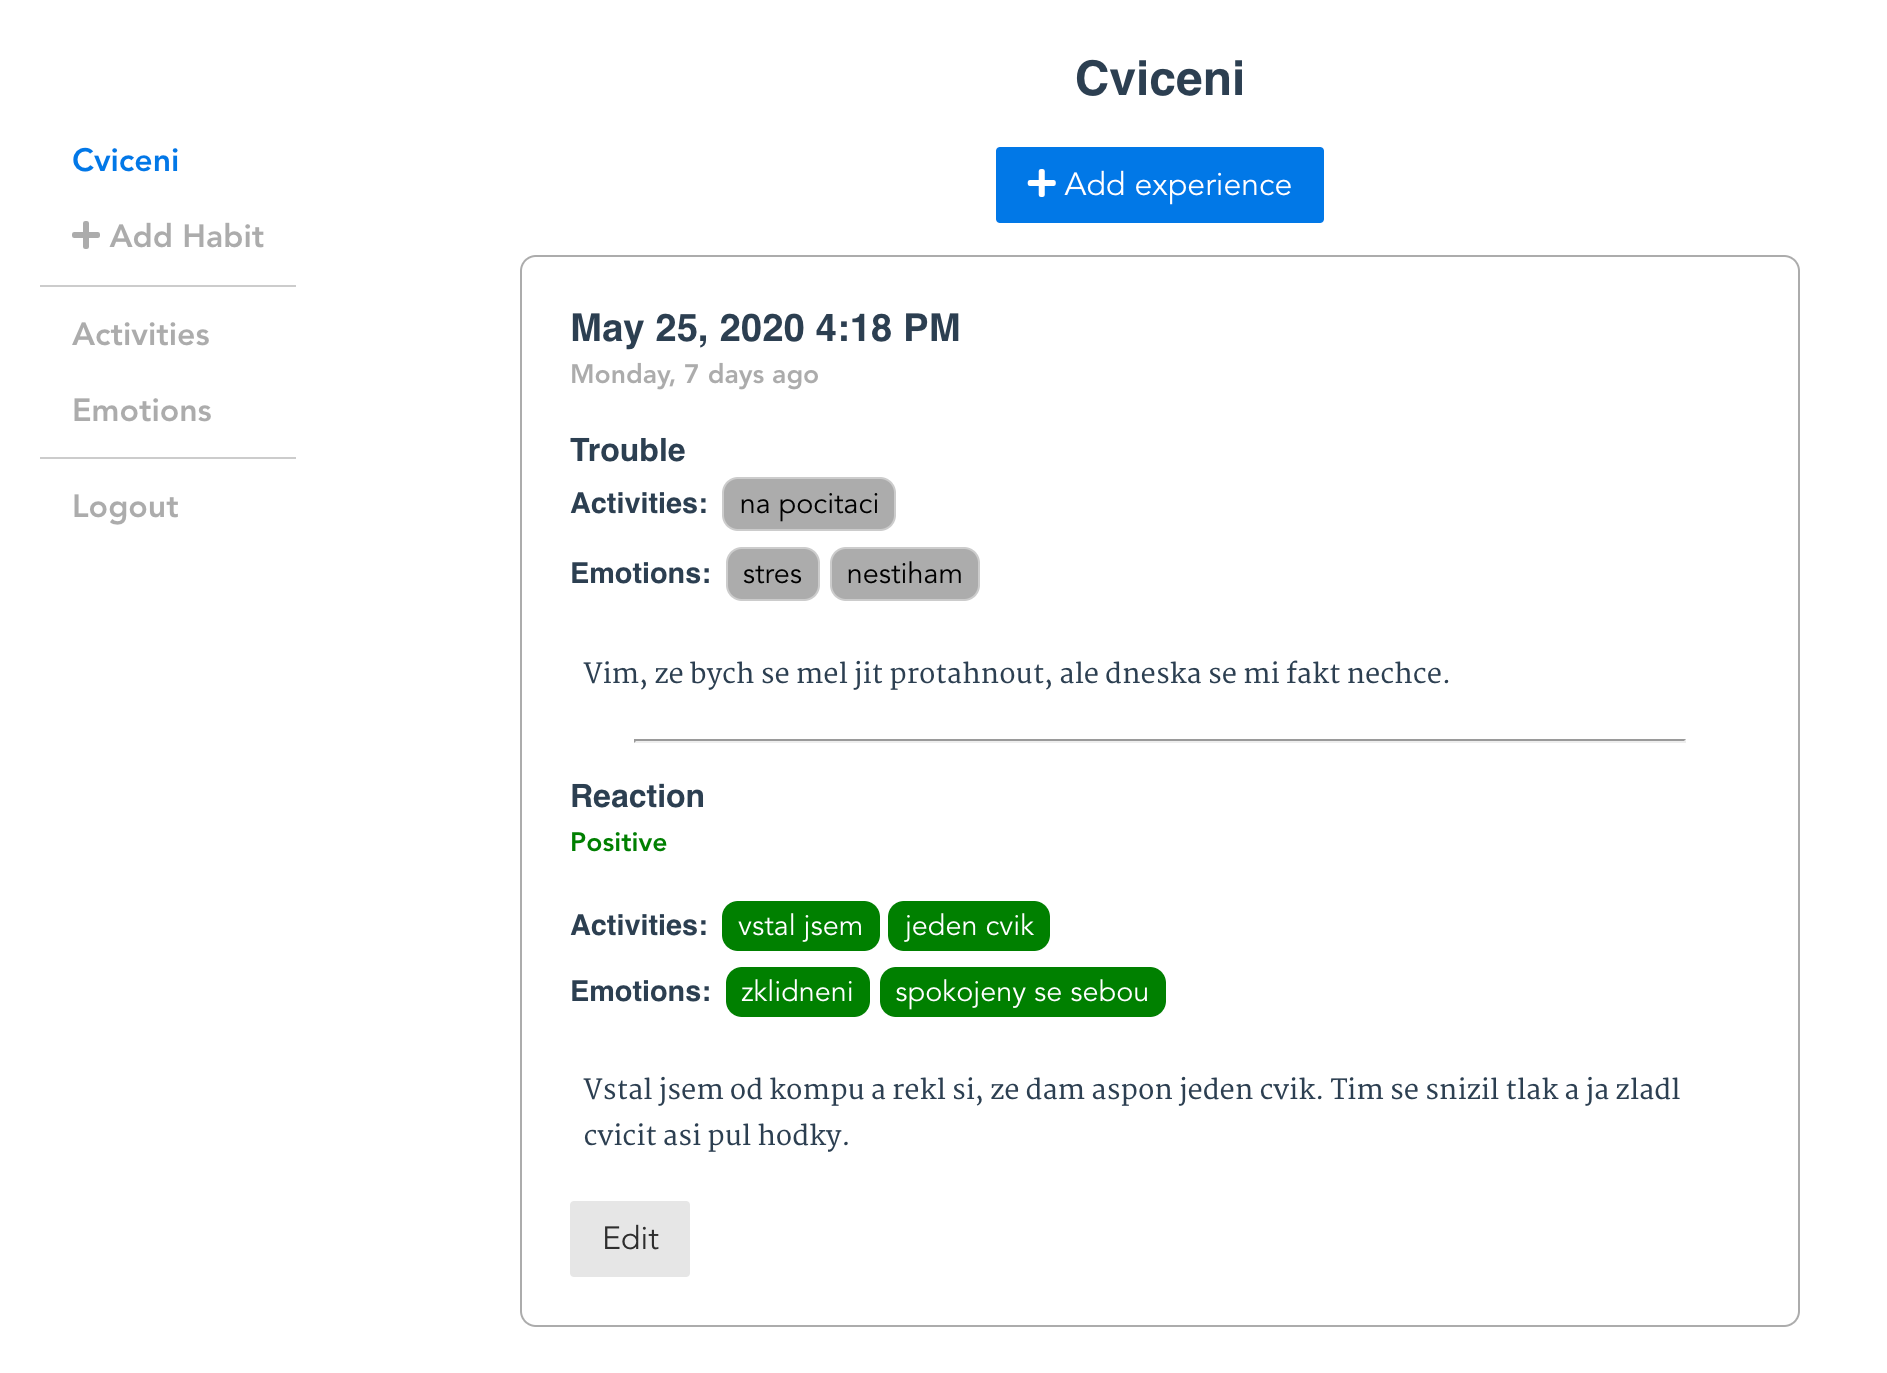 Cviceni
Add Habit
Activities
Emotions
Logout
Cviceni
Add experience
May 25, 2020 4:18 PM
Monday, 7 days ago
Trouble
Activities: na pocitaci
Emotions: stres nestiham
Vim, ze bych se mel jit protahnout, ale dneska se mi fakt nechce.
Reaction
Positive
Activities: vstal jsem jeden cvik
Emotions: zklidneni spokojeny se sebou
Vstal jsem od kompu a rekl si, ze dam aspon jeden cvik. Tim se snizil tlak a ja zladl
cvicit asi pul hodky.
Edit